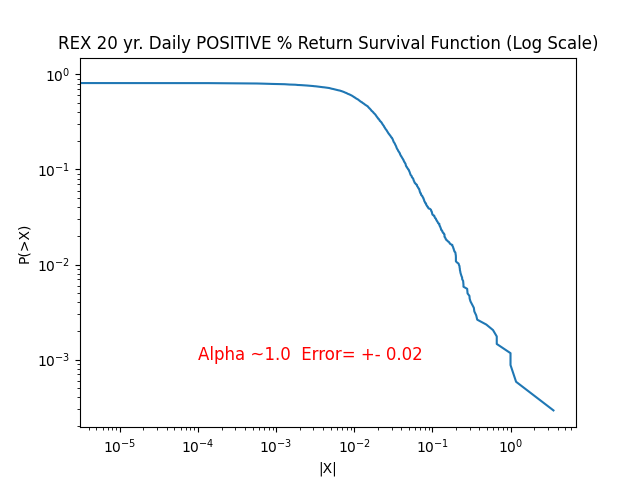 REX 20 yr. Daily POSITIVE % Return Survival Function (Log Scale)
10⁰
10⁻¹
10⁻²
10⁻³
P(>X)
Alpha ~1.0  Error= +- 0.02
10⁻⁵ 10⁻⁴ 10⁻³ 10⁻² 10⁻¹ 10⁰
|X|